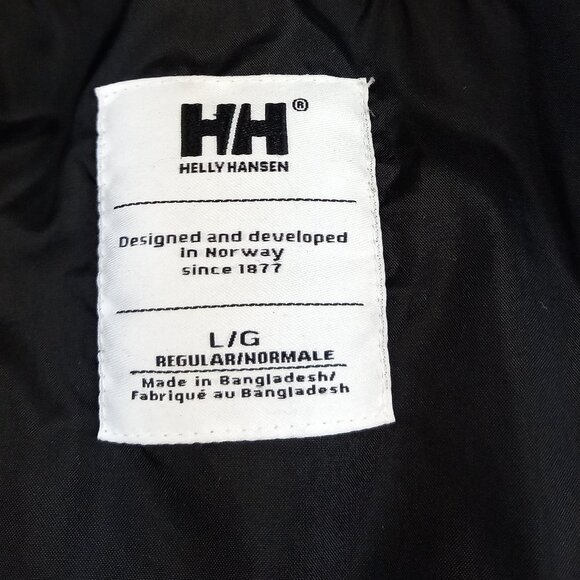 HH®
HELLY HANSEN
Designed and developed
in Norway
since 1877
L/G
REGULAR/NORMALE
Made in Bangladesh/
Fabriqué au Bangladesh